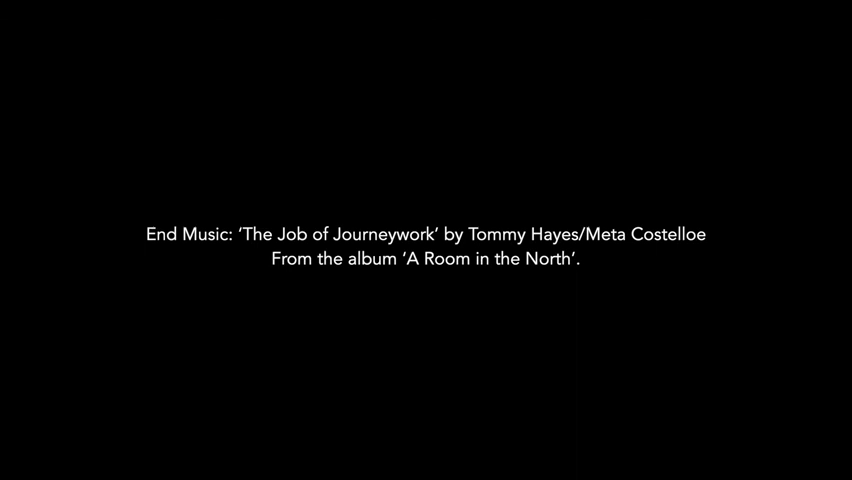 End Music: ‘The Job of Journeywork’ by Tommy Hayes/Meta Costelloe
From the album ‘A Room in the North’.